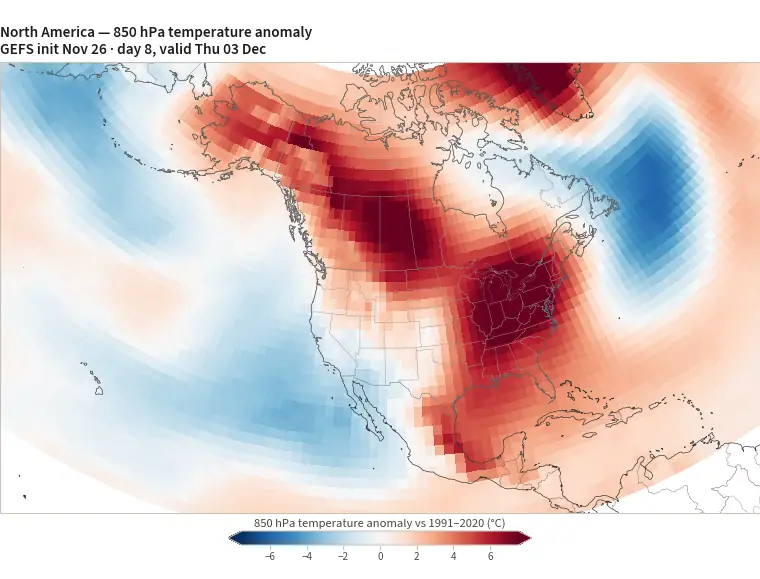 North America — 850 hPa temperature anomaly
GEFS init Nov 26 · day 8, valid Thu 03 Dec
850 hPa temperature anomaly vs 1991–2020 (°C)
−6 −4 −2 0 2 4 6